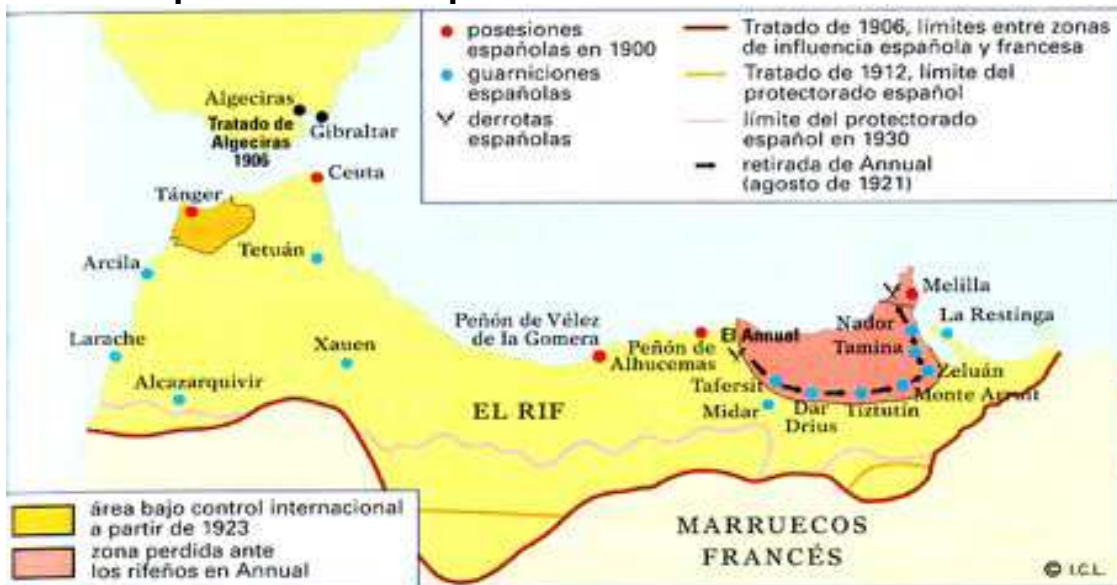 posesiones
españolas en 1900
guarniciones
españolas
derrotas
españolas
Tratado de 1906, límites entre zonas
de influencia española y francesa
Tratado de 1912, límite del
protectorado español
límite del protectorado
español en 1930
retirada de Annual
(agosto de 1921)
Algeciras
Tratado de
Algeciras
1906
Gibraltar
Ceuta
Tánger
Tetuán
Arcila
Larache
Alcazarquivir
Xauen
Peñón de Vélez
de la Gomera
Peñón de
Alhucemas
El Annual
Melilla
La Restinga
Nador
Tamina
Zeluán
Monte Arruit
Tafersit
Midar
Dar
Drius
Tiztutín
EL RIF
MARRUECOS
FRANCÉS
área bajo control internacional
a partir de 1923
zona perdida ante
los rifeños en Annual
© I.C.L.